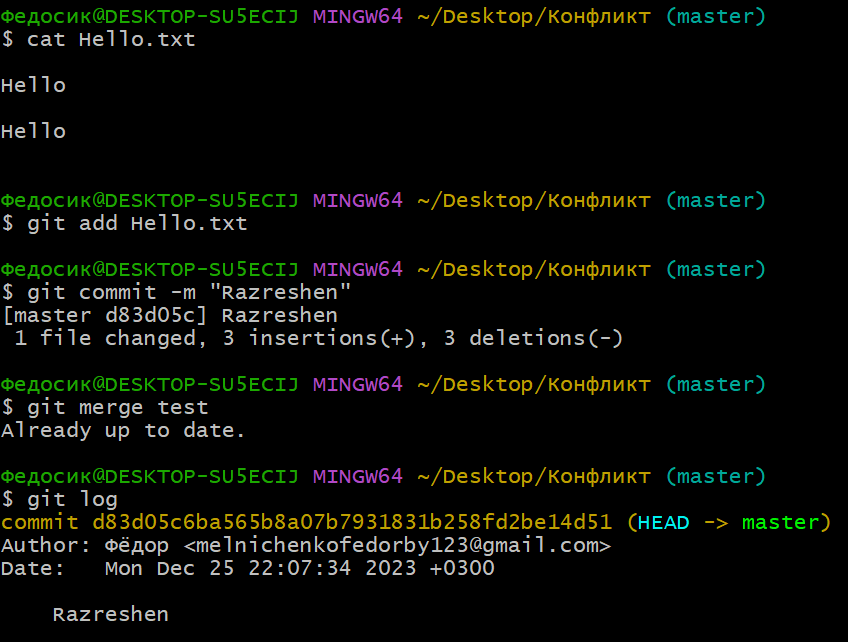 Федосик@DESKTOP-SU5ECIJ MINGW64 ~/Desktop/Конфликт (master)
$ cat Hello.txt
Hello
Hello
Федосик@DESKTOP-SU5ECIJ MINGW64 ~/Desktop/Конфликт (master)
$ git add Hello.txt
Федосик@DESKTOP-SU5ECIJ MINGW64 ~/Desktop/Конфликт (master)
$ git commit -m "Razreshen"
[master d83d05c] Razreshen
 1 file changed, 3 insertions(+), 3 deletions(-)
Федосик@DESKTOP-SU5ECIJ MINGW64 ~/Desktop/Конфликт (master)
$ git merge test
Already up to date.
Федосик@DESKTOP-SU5ECIJ MINGW64 ~/Desktop/Конфликт (master)
$ git log
commit d83d05c6ba565b8a07b7931831b258fd2be14d51 (HEAD -> master)
Author: Фёдор <melnichenkofedorby123@gmail.com>
Date:   Mon Dec 25 22:07:34 2023 +0300
    Razreshen